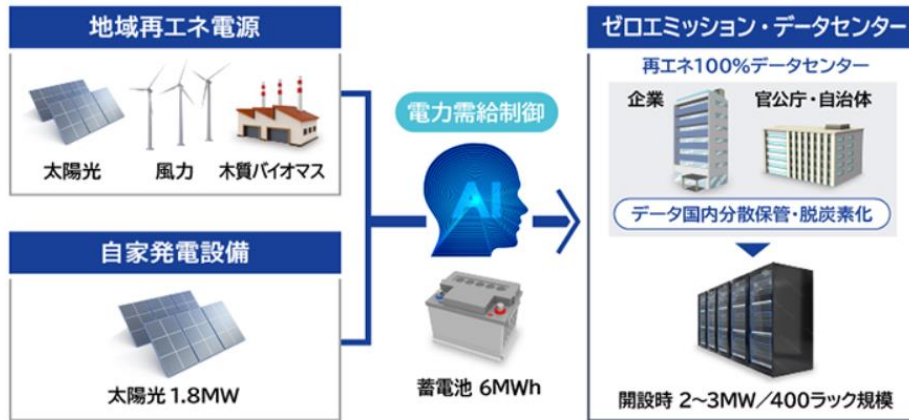 地域再エネ電源
太陽光
風力
木質バイオマス
自家発電設備
太陽光 1.8MW
電力需給制御
AI
蓄電池 6MWh
ゼロエミッション・データセンター
再エネ100%データセンター
企業
官公庁・自治体
データ国内分散保管・脱炭素化
開設時 2~3MW/400ラック規模